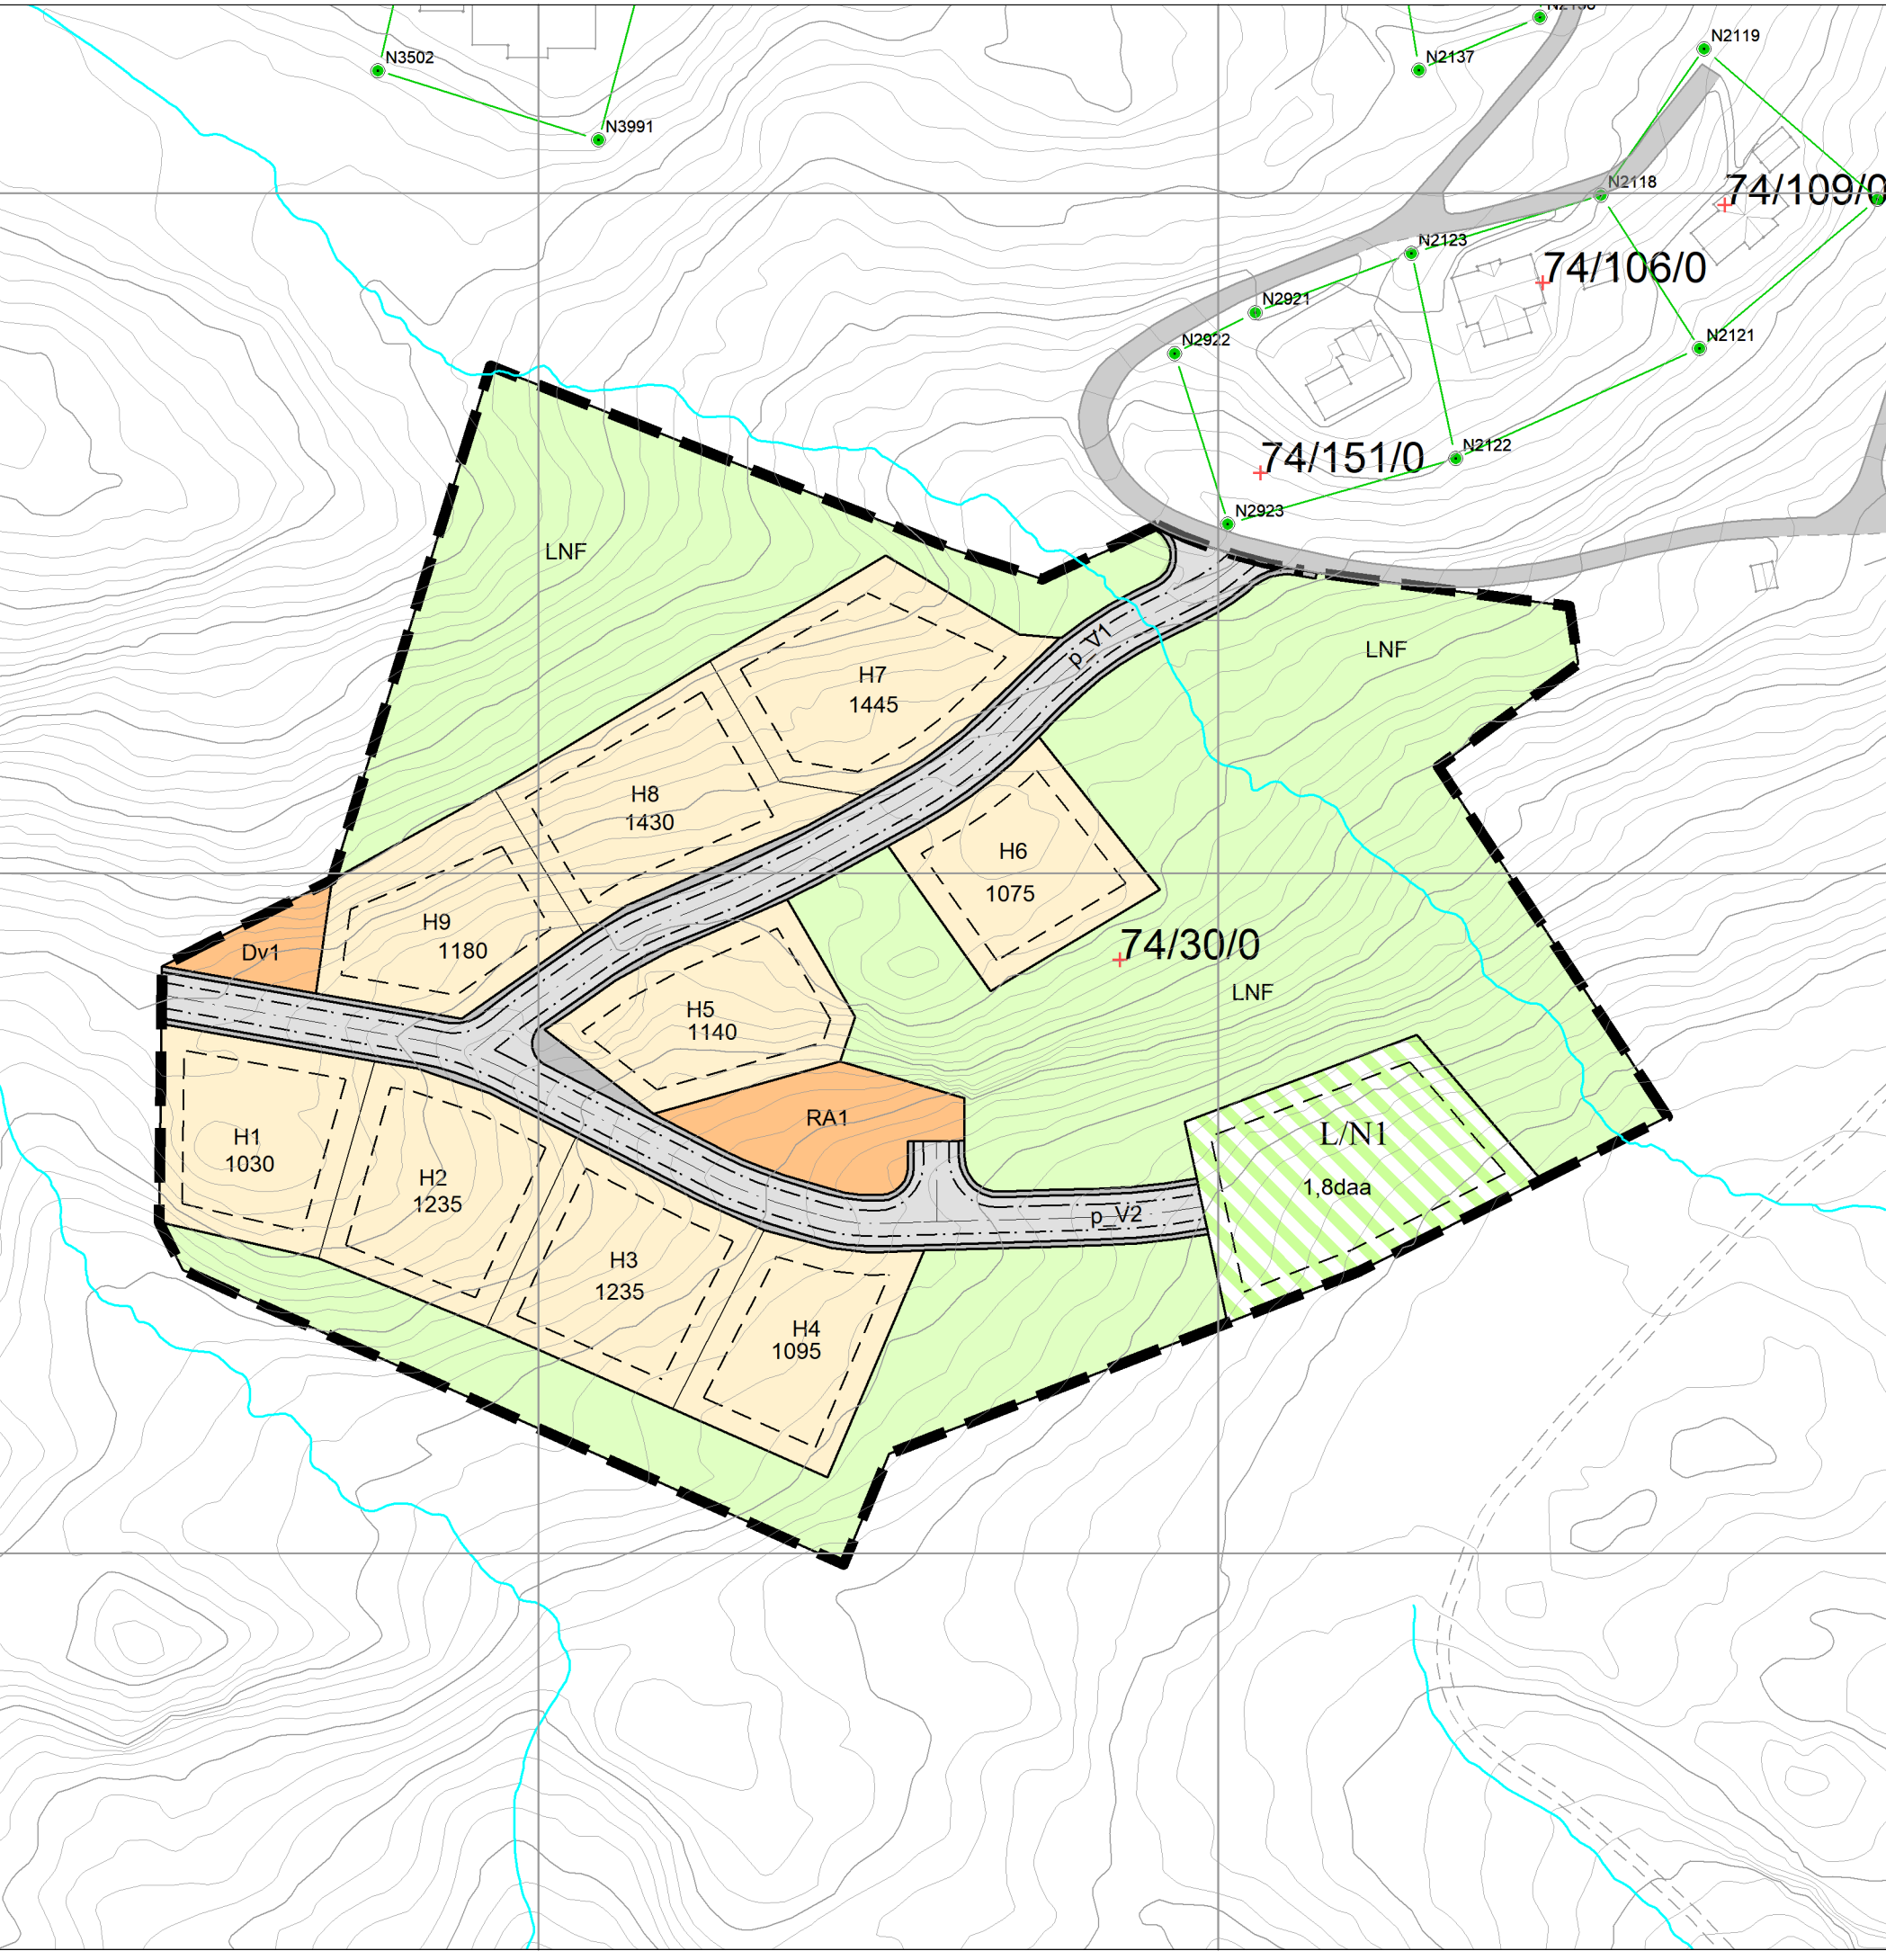 N2138
N2119
N3502
N2137
N3991
N2118
74/109/0
N2123
74/106/0
N2921
N2922
N2121
74/151/0
N2122
N2923
LNF
p_V1
LNF
H7
1445
H8
1430
H6
1075
H9
1180
Dv1
74/30/0
LNF
H5
1140
RA1
L/N1
1,8daa
H1
1030
H2
1235
p_V2
H3
1235
H4
1095